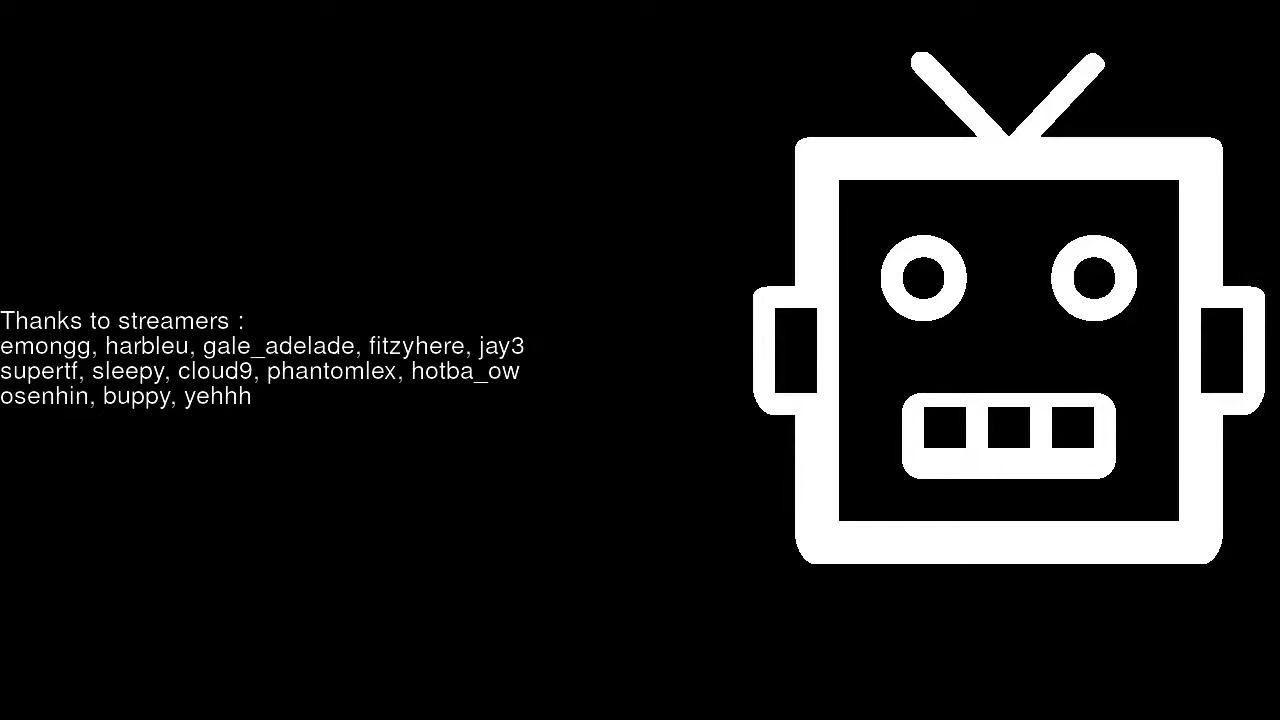 Thanks to streamers :
emongg, harbleu, gale_adelade, fitzyhere, jay3
supertf, sleepy, cloud9, phantomlex, hotba_ow
osenhin, buppy, yehhh